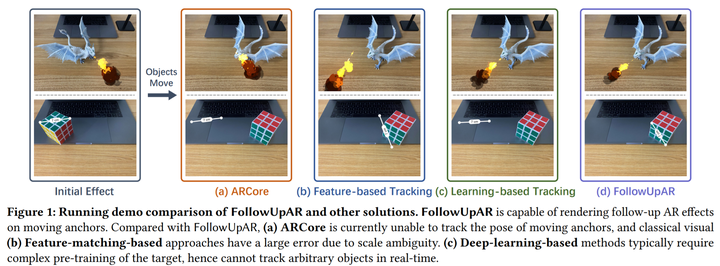 Objects
Move
Initial Effect
(a) ARCore
(b) Feature-based Tracking
(c) Learning-based Tracking
(d) FollowUpAR
Figure 1: Running demo comparison of FollowUpAR and other solutions. FollowUpAR is capable of rendering follow-up AR effects
on moving anchors. Compared with FollowUpAR, (a) ARCore is currently unable to track the pose of moving anchors, and classical visual
(b) Feature-matching-based approaches have a large error due to scale ambiguity. (c) Deep-learning-based methods typically require
complex pre-training of the target, hence cannot track arbitrary objects in real-time.